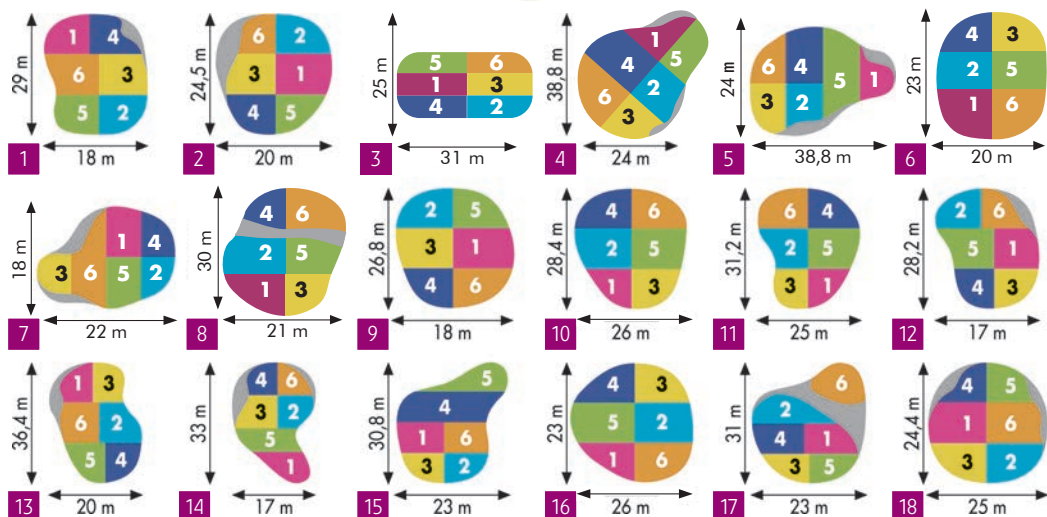 29 m
1 4
6 3
5 2
1
18 m
24,5 m
6 2
3 1
4 5
2
20 m
25 m
5 6
1 3
4 2
3
31 m
38,8 m
1
5
4
2
6
3
4
24 m
24 m
6 4
5 1
3 2
5
38,8 m
23 m
4 3
2 5
1 6
6
20 m
18 m
1 4
3 6 5 2
7
22 m
30 m
4 6
2 5
1 3
8
21 m
26,8 m
2 5
3 1
4 6
9
18 m
28,4 m
4 6
2 5
1 3
10
26 m
31,2 m
6 4
2 5
3 1
11
25 m
28,2 m
2 6
5 1
4 3
12
17 m
36,4 m
1 3
6 2
5 4
13
20 m
33 m
4 6
3 2
5
1
14
17 m
30,8 m
5
4
1 6
3 2
15
23 m
23 m
4 3
5 2
1 6
16
26 m
31 m
6
2
4 1
3 5
17
23 m
24,4 m
4 5
1 6
3 2
18
25 m